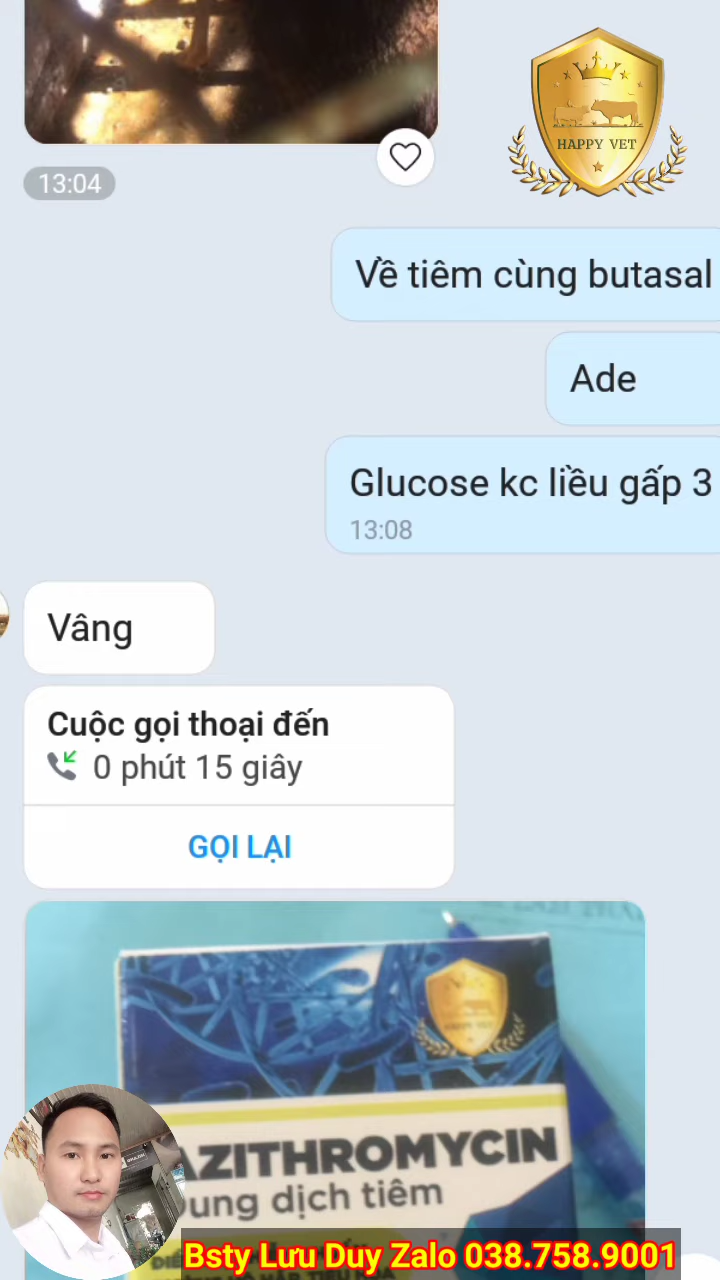 HAPPY VET
13:04
Về tiêm cùng butasal
Ade
Glucose kc liều gấp 3
13:08
Vâng
Cuộc gọi thoại đến
0 phút 15 giây
GỌI LẠI
HAPPY VET
AZITHROMYCIN
ung dịch tiêm
Bsty Lưu Duy Zalo 038.758.9001